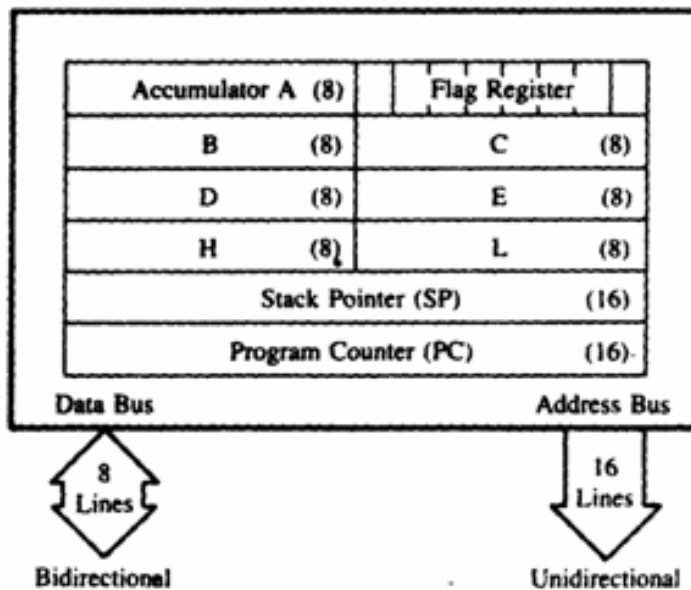 Accumulator A (8) Flag Register
B (8) C (8)
D (8) E (8)
H (8) L (8)
Stack Pointer (SP) (16)
Program Counter (PC) (16)
Data Bus Address Bus
8 Lines 16 Lines
Bidirectional Unidirectional